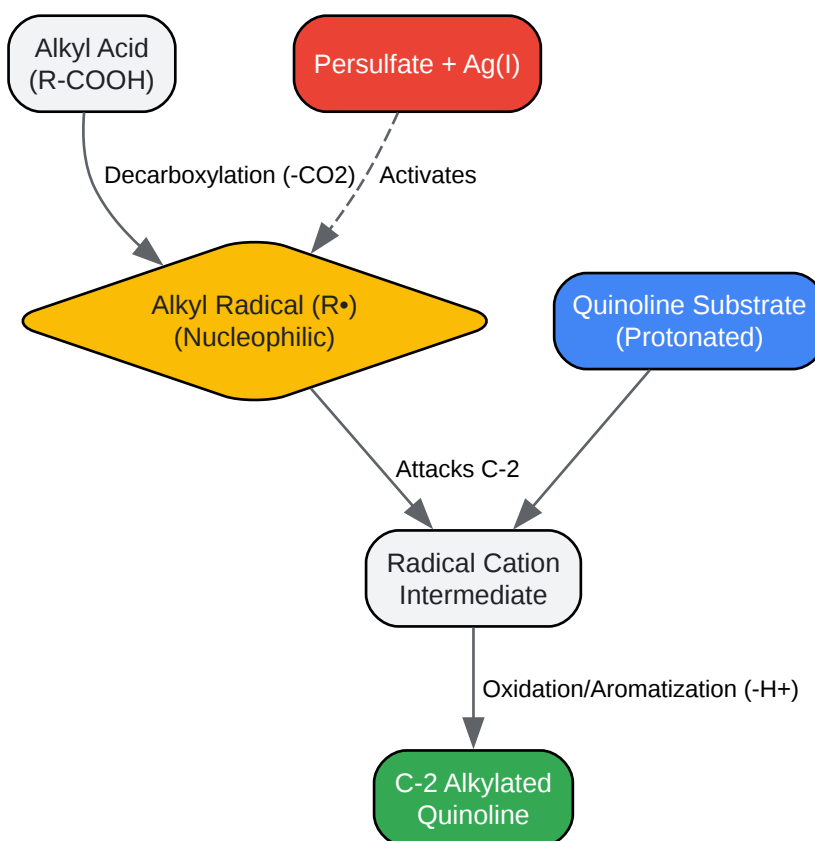 Alkyl Acid
(R-COOH)
Persulfate + Ag(I)
Decarboxylation (-CO2)
Activates
Alkyl Radical (R•)
(Nucleophilic)
Quinoline Substrate
(Protonated)
Attacks C-2
Radical Cation
Intermediate
Oxidation/Aromatization (-H+)
C-2 Alkylated
Quinoline